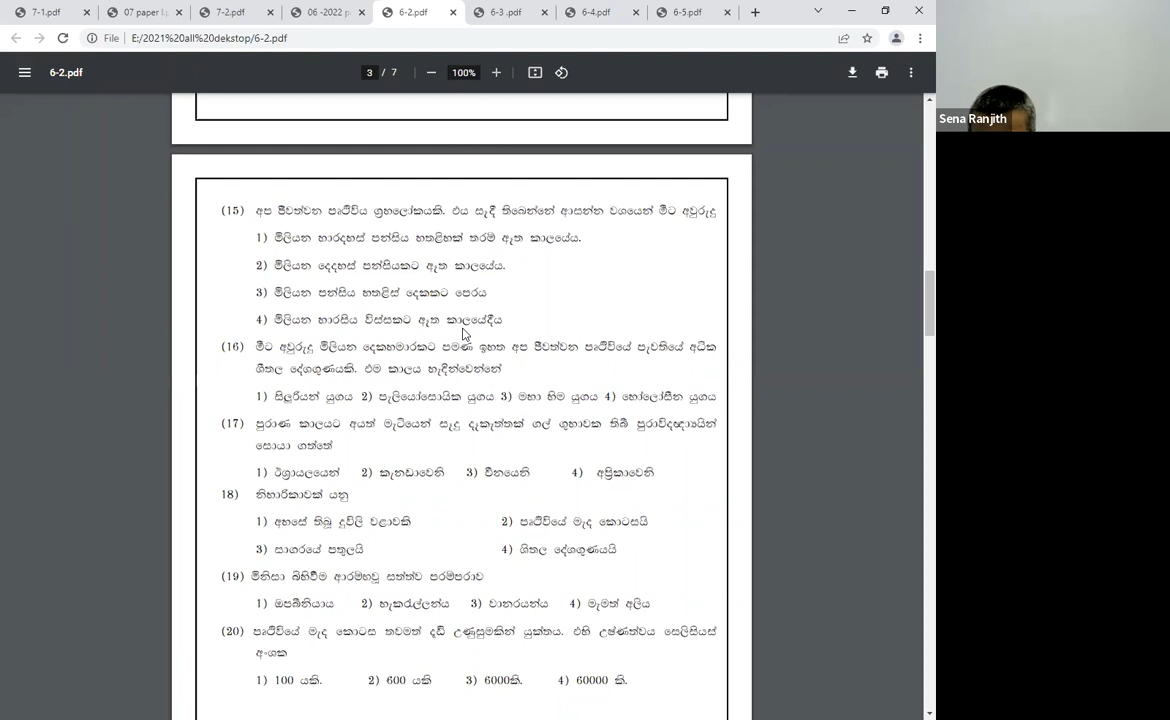 7-1.pdf
07 paper I.p
7-2.pdf
06 -2022 p
6-2.pdf
6-3 .pdf
6-4.pdf
6-5.pdf
File E:/2021%20all%20dekstop/6-2.pdf
6-2.pdf
3 / 7
100%
Sena Ranjith
(15) අප ජීවත්වන පෘථිවිය ග්‍රහලෝකයකි. එය සෑදී තිබෙන්නේ ආසන්න වශයෙන් මීට අවුරුදු
1) මිලියන හාරදහස් පන්සිය හතළිහක් තරම් ඈත කාලයේය.
2) මිලියන දෙදහස් පන්සියකට ඈත කාලයේය.
3) මිලියන පන්සිය හතළිස් දෙකකට පෙරය
4) මිලියන හාරසිය විස්සකට ඈත කාලයේදීය
(16) මීට අවුරුදු මිලියන දෙකහමාරකට පමණ ඉහත අප ජීවත්වන පෘථිවියේ පැවතියේ අධික
ශීතල දේශගුණයකි. එම කාලය හැඳින්වෙන්නේ
1) සිලුරියන් යුගය 2) පැලියෝසොයික යුගය 3) මහා හිම යුගය 4) හෝලෝසීන යුගය
(17) පුරාණ කාලයට අයත් මැටියෙන් සෑදු දෑකැත්තක් ගල් ගුහාවක තිබී පුරාවිද්‍යාඥයින්
සොයා ගත්තේ
1) ඊශ්‍රායලයෙන් 2) කැනඩාවෙනි 3) චීනයෙනි 4) අප්‍රිකාවෙනි
18) නිහාරිකාවක් යනු
1) අහසේ තිබූ දුවිලි වළාවකි 2) පෘථිවියේ මැද කොටසයි
3) සාගරයේ පතුලයි 4) ශිතල දේශගුණයයි
(19) මිනිසා බිහිවීම ආරම්භවූ සත්ත්ව පරම්පරාව
1) ඔපබීනියාය 2) හැකරැල්ලන්ය 3) වානරයන්ය 4) මැමත් අලිය
(20) පෘථිවියේ මැද කොටස තවමත් දැඩි උණුසුමකින් යුක්තය. එහි උෂ්ණත්වය සෙලිසියස්
අංශක
1) 100 යකි. 2) 600 යකි 3) 6000කි. 4) 60000 කි.